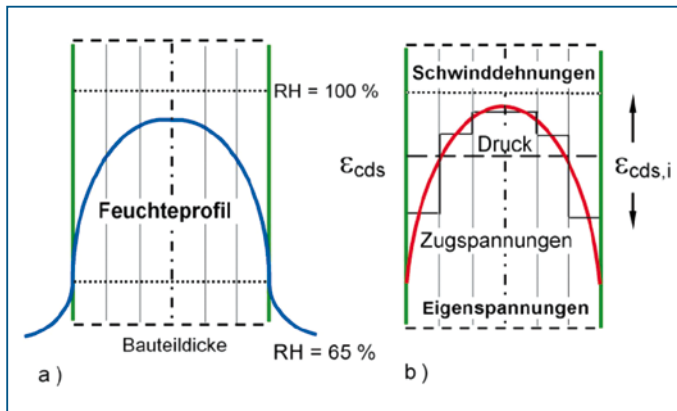 a )
RH = 100 %
Feuchteprofil
Bauteildicke
RH = 65 %
b )
Schwinddehnungen
Druck
εcds
εcds,i
Zugspannungen
Eigenspannungen